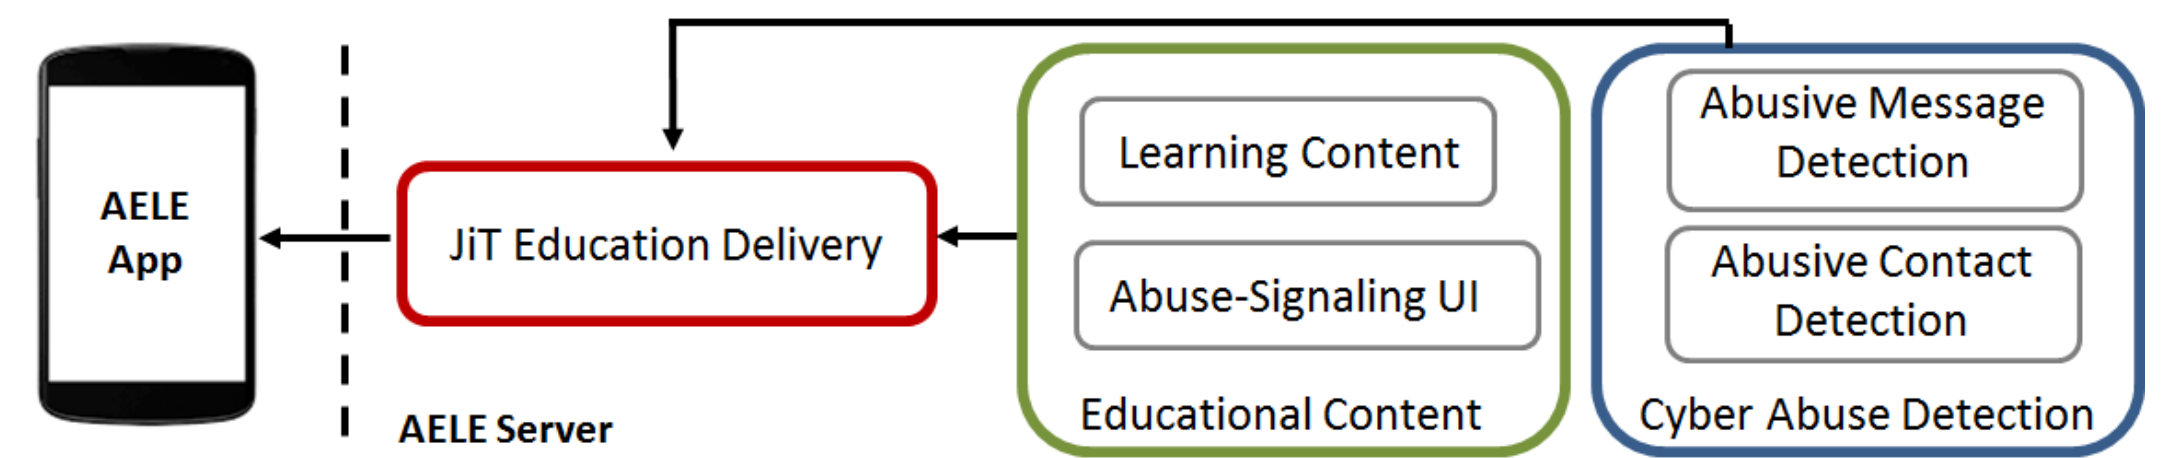 AELE
App
AELE Server
JiT Education Delivery
Learning Content
Abuse-Signaling UI
Educational Content
Abusive Message
Detection
Abusive Contact
Detection
Cyber Abuse Detection